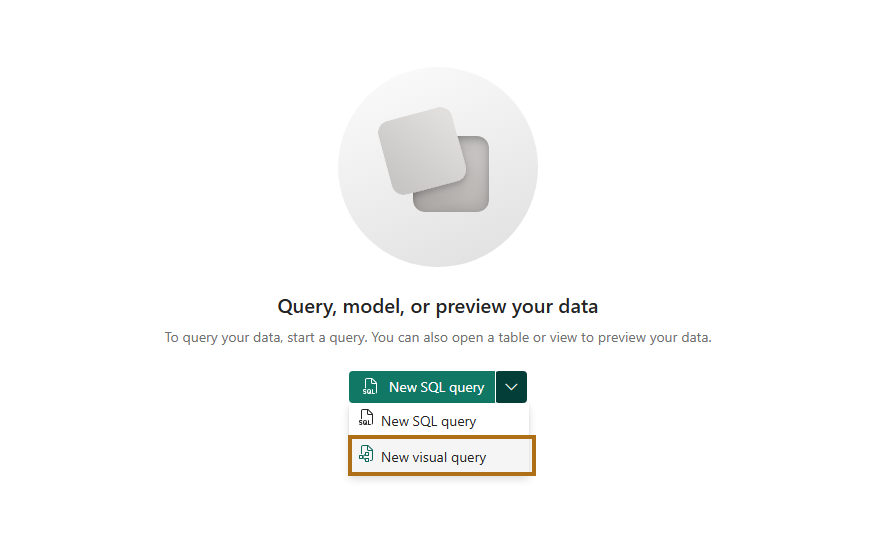 Query, model, or preview your data
To query your data, start a query. You can also open a table or view to preview your data.
SQL New SQL query
SQL New SQL query
New visual query